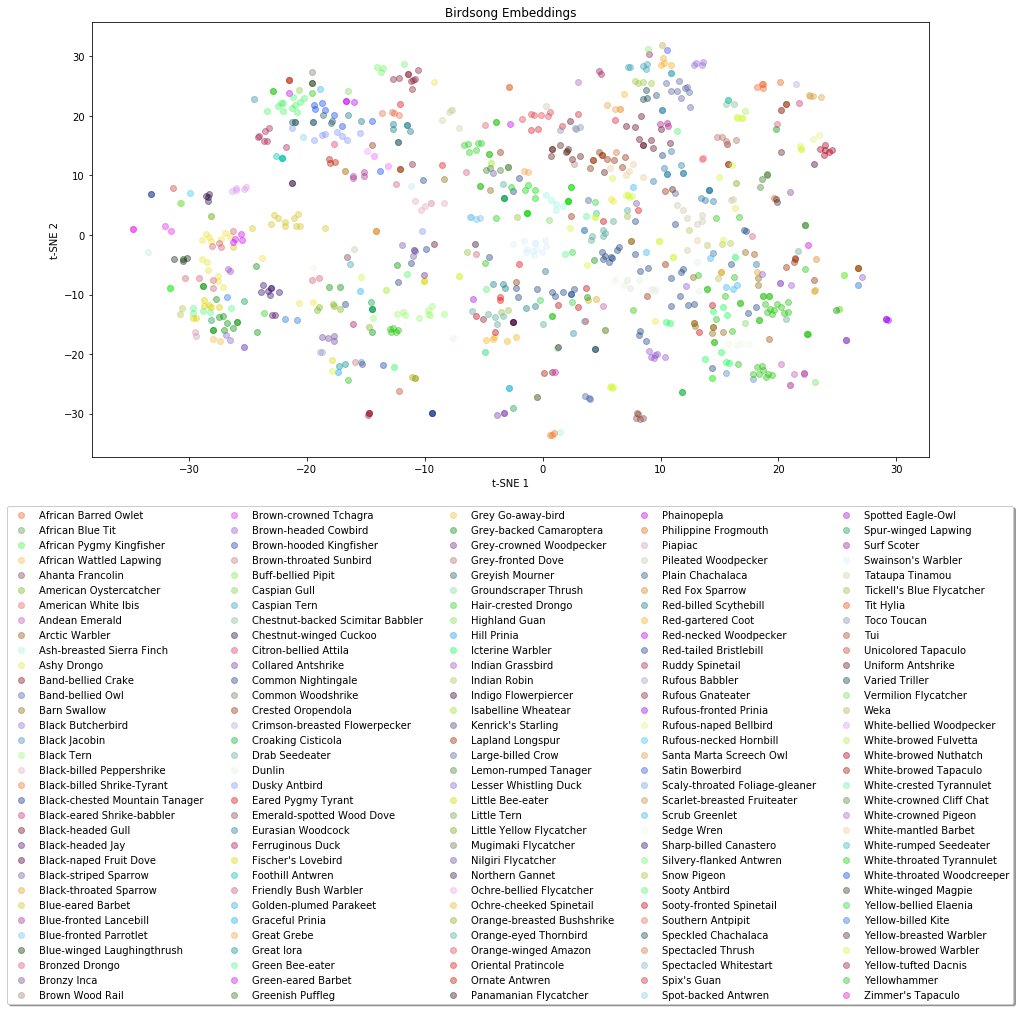 Birdsong Embeddings
30
20
10
0
−10
−20
−30
t-SNE 2
−30
−20
−10
0
10
20
30
t-SNE 1
African Barred Owlet
African Blue Tit
African Pygmy Kingfisher
African Wattled Lapwing
Ahanta Francolin
American Oystercatcher
American White Ibis
Andean Emerald
Arctic Warbler
Ash-breasted Sierra Finch
Ashy Drongo
Band-bellied Crake
Band-bellied Owl
Barn Swallow
Black Butcherbird
Black Jacobin
Black Tern
Black-billed Peppershrike
Black-billed Shrike-Tyrant
Black-chested Mountain Tanager
Black-eared Shrike-babbler
Black-headed Gull
Black-headed Jay
Black-naped Fruit Dove
Black-striped Sparrow
Black-throated Sparrow
Blue-eared Barbet
Blue-fronted Lancebill
Blue-fronted Parrotlet
Blue-winged Laughingthrush
Bronzed Drongo
Bronzy Inca
Brown Wood Rail
Brown-crowned Tchagra
Brown-headed Cowbird
Brown-hooded Kingfisher
Brown-throated Sunbird
Buff-bellied Pipit
Caspian Gull
Caspian Tern
Chestnut-backed Scimitar Babbler
Chestnut-winged Cuckoo
Citron-bellied Attila
Collared Antshrike
Common Nightingale
Common Woodshrike
Crested Oropendola
Crimson-breasted Flowerpecker
Croaking Cisticola
Drab Seedeater
Dunlin
Dusky Antbird
Eared Pygmy Tyrant
Emerald-spotted Wood Dove
Eurasian Woodcock
Ferruginous Duck
Fischer's Lovebird
Foothill Antwren
Friendly Bush Warbler
Golden-plumed Parakeet
Graceful Prinia
Great Grebe
Great Iora
Green Bee-eater
Green-eared Barbet
Greenish Puffleg
Grey Go-away-bird
Grey-backed Camaroptera
Grey-crowned Woodpecker
Grey-fronted Dove
Greyish Mourner
Groundscraper Thrush
Hair-crested Drongo
Highland Guan
Hill Prinia
Icterine Warbler
Indian Grassbird
Indian Robin
Indigo Flowerpiercer
Isabelline Wheatear
Kenrick's Starling
Lapland Longspur
Large-billed Crow
Lemon-rumped Tanager
Lesser Whistling Duck
Little Bee-eater
Little Tern
Little Yellow Flycatcher
Mugimaki Flycatcher
Nilgiri Flycatcher
Northern Gannet
Ochre-bellied Flycatcher
Ochre-cheeked Spinetail
Orange-breasted Bushshrike
Orange-eyed Thornbird
Orange-winged Amazon
Oriental Pratincole
Ornate Antwren
Panamanian Flycatcher
Phainopepla
Philippine Frogmouth
Piapiac
Pileated Woodpecker
Plain Chachalaca
Red Fox Sparrow
Red-billed Scythebill
Red-gartered Coot
Red-necked Woodpecker
Red-tailed Bristlebill
Ruddy Spinetail
Rufous Babbler
Rufous Gnateater
Rufous-fronted Prinia
Rufous-naped Bellbird
Rufous-necked Hornbill
Santa Marta Screech Owl
Satin Bowerbird
Scaly-throated Foliage-gleaner
Scarlet-breasted Fruiteater
Scrub Greenlet
Sedge Wren
Sharp-billed Canastero
Silvery-flanked Antwren
Snow Pigeon
Sooty Antbird
Sooty-fronted Spinetail
Southern Antpipit
Speckled Chachalaca
Spectacled Thrush
Spectacled Whitestart
Spix's Guan
Spot-backed Antwren
Spotted Eagle-Owl
Spur-winged Lapwing
Surf Scoter
Swainson's Warbler
Tataupa Tinamou
Tickell's Blue Flycatcher
Tit Hylia
Toco Toucan
Tui
Unicolored Tapaculo
Uniform Antshrike
Varied Triller
Vermilion Flycatcher
Weka
White-bellied Woodpecker
White-browed Fulvetta
White-browed Nuthatch
White-browed Tapaculo
White-crested Tyrannulet
White-crowned Cliff Chat
White-crowned Pigeon
White-mantled Barbet
White-rumped Seedeater
White-throated Tyrannulet
White-throated Woodcreeper
White-winged Magpie
Yellow-bellied Elaenia
Yellow-billed Kite
Yellow-breasted Warbler
Yellow-browed Warbler
Yellow-tufted Dacnis
Yellowhammer
Zimmer's Tapaculo